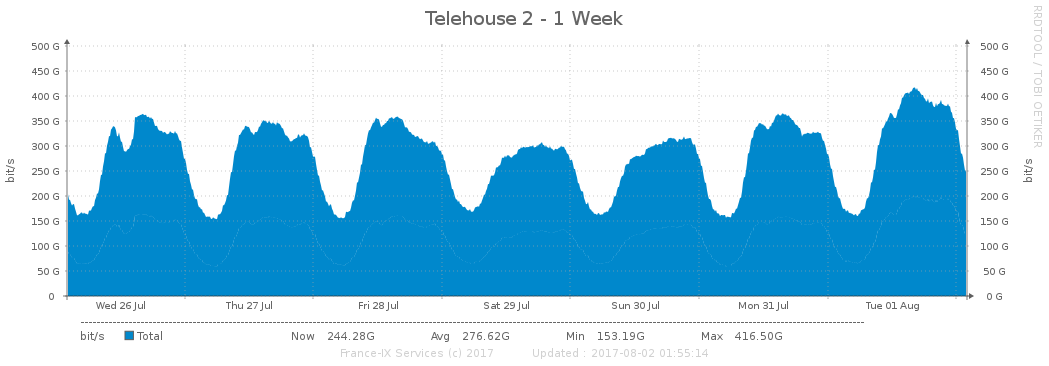 Telehouse 2 - 1 Week
RRDTOOL / TOBI OETIKER
500 G 500 G
450 G 450 G
400 G 400 G
350 G 350 G
300 G 300 G
250 G 250 G
200 G 200 G
150 G 150 G
100 G 100 G
50 G 50 G
0 0 G
bit/s bit/s
Wed 26 Jul Thu 27 Jul Fri 28 Jul Sat 29 Jul Sun 30 Jul Mon 31 Jul Tue 01 Aug
bit/s Total Now 244.28G Avg 276.62G Min 153.19G Max 416.50G
France-IX Services (c) 2017 Updated : 2017-08-02 01:55:14